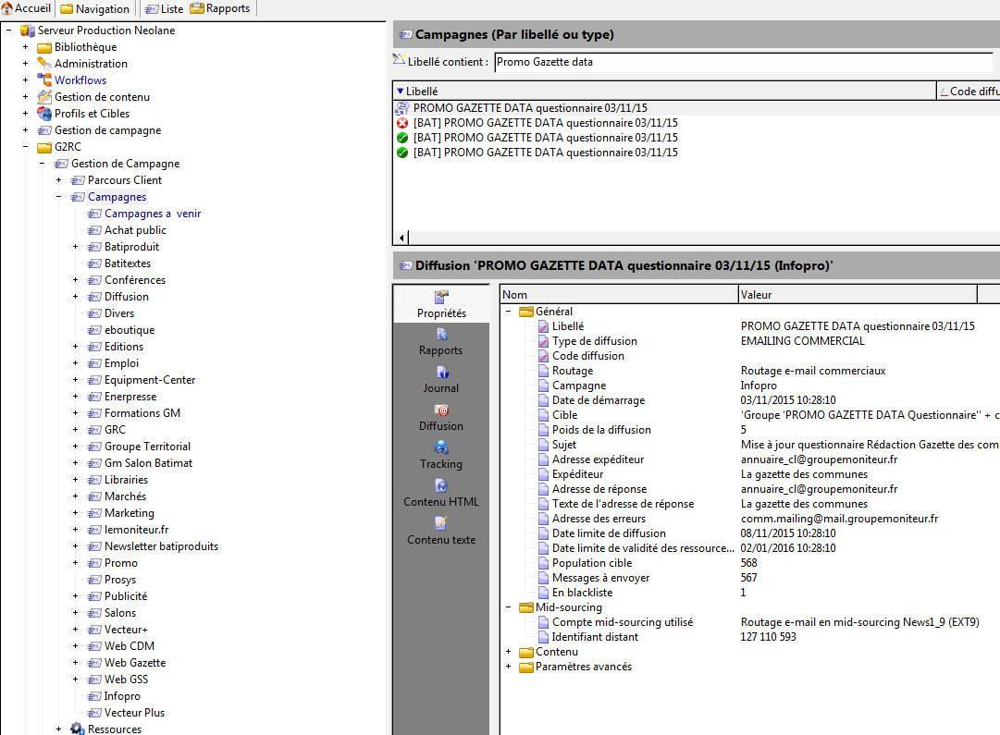 Accueil Navigation Liste Rapports
Serveur Production Neolane
Bibliothèque
Administration
Workflows
Gestion de contenu
Profils et Cibles
Gestion de campagne
G2RC
Gestion de Campagne
Parcours Client
Campagnes
Campagnes a venir
Achat public
Batiproduit
Batitextes
Conférences
Diffusion
Divers
eboutique
Editions
Emploi
Equipment-Center
Enerpresse
Formations GM
GRC
Groupe Territorial
Gm Salon Batimat
Librairies
Marchés
Marketing
lemoniteur.fr
Newsletter batiproduits
Promo
Prosys
Publicité
Salons
Vecteur+
Web CDM
Web Gazette
Web GSS
Infopro
Vecteur Plus
Ressources
Campagnes (Par libellé ou type)
Libellé contient : Promo Gazette data
Libellé Code diffu
PROMO GAZETTE DATA questionnaire 03/11/15
[BAT] PROMO GAZETTE DATA questionnaire 03/11/15
[BAT] PROMO GAZETTE DATA questionnaire 03/11/15
[BAT] PROMO GAZETTE DATA questionnaire 03/11/15
Diffusion 'PROMO GAZETTE DATA questionnaire 03/11/15 (Infopro)'
Propriétés
Rapports
Journal
Diffusion
Tracking
Contenu HTML
Contenu texte
Nom Valeur
Général
Libellé PROMO GAZETTE DATA questionnaire 03/11/15
Type de diffusion EMAILING COMMERCIAL
Code diffusion
Routage Routage e-mail commerciaux
Campagne Infopro
Date de démarrage 03/11/2015 10:28:10
Cible 'Groupe 'PROMO GAZETTE DATA Questionnaire'' + c
Poids de la diffusion 5
Sujet Mise à jour questionnaire Rédaction Gazette des com
Adresse expéditeur annuaire_cl@groupemoniteur.fr
Expéditeur La gazette des communes
Adresse de réponse annuaire_cl@groupemoniteur.fr
Texte de l'adresse de réponse La gazette des communes
Adresse des erreurs comm.mailing@mail.groupemoniteur.fr
Date limite de diffusion 08/11/2015 10:28:10
Date limite de validité des ressource... 02/01/2016 10:28:10
Population cible 568
Messages à envoyer 567
En blackliste 1
Mid-sourcing
Compte mid-sourcing utilisé Routage e-mail en mid-sourcing News1_9 (EXT9)
Identifiant distant 127 110 593
Contenu
Paramètres avancés